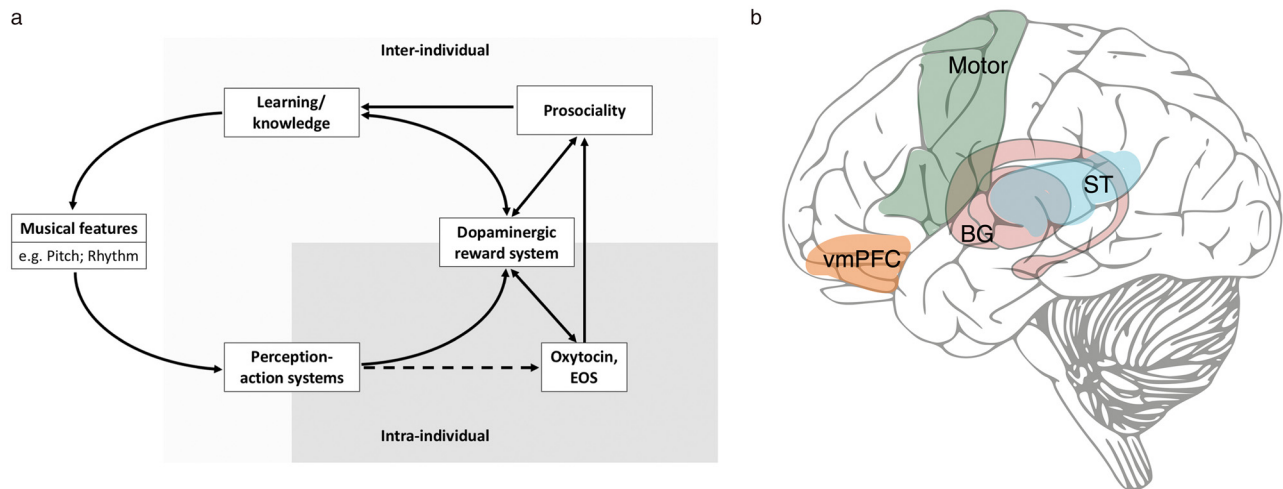 a
Inter-individual
Learning/
knowledge
Prosociality
Musical features
e.g. Pitch; Rhythm
Dopaminergic
reward system
Perception-
action systems
Oxytocin,
EOS
Intra-individual
b
Motor
ST
BG
vmPFC